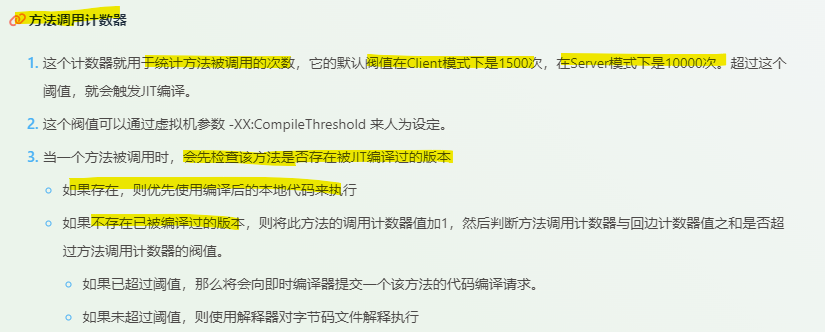 方法调用计数器
1. 这个计数器就用于统计方法被调用的次数，它的默认阀值在Client模式下是1500次，在Server模式下是10000次。超过这个
阈值，就会触发JIT编译。
2. 这个阀值可以通过虚拟机参数 -XX:CompileThreshold 来人为设定。
3. 当一个方法被调用时，会先检查该方法是否存在被JIT编译过的版本
如果存在，则优先使用编译后的本地代码来执行
如果不存在已被编译过的版本，则将此方法的调用计数器值加1，然后判断方法调用计数器与回边计数器值之和是否超
过方法调用计数器的阀值。
如果已超过阈值，那么将会向即时编译器提交一个该方法的代码编译请求。
如果未超过阈值，则使用解释器对字节码文件解释执行